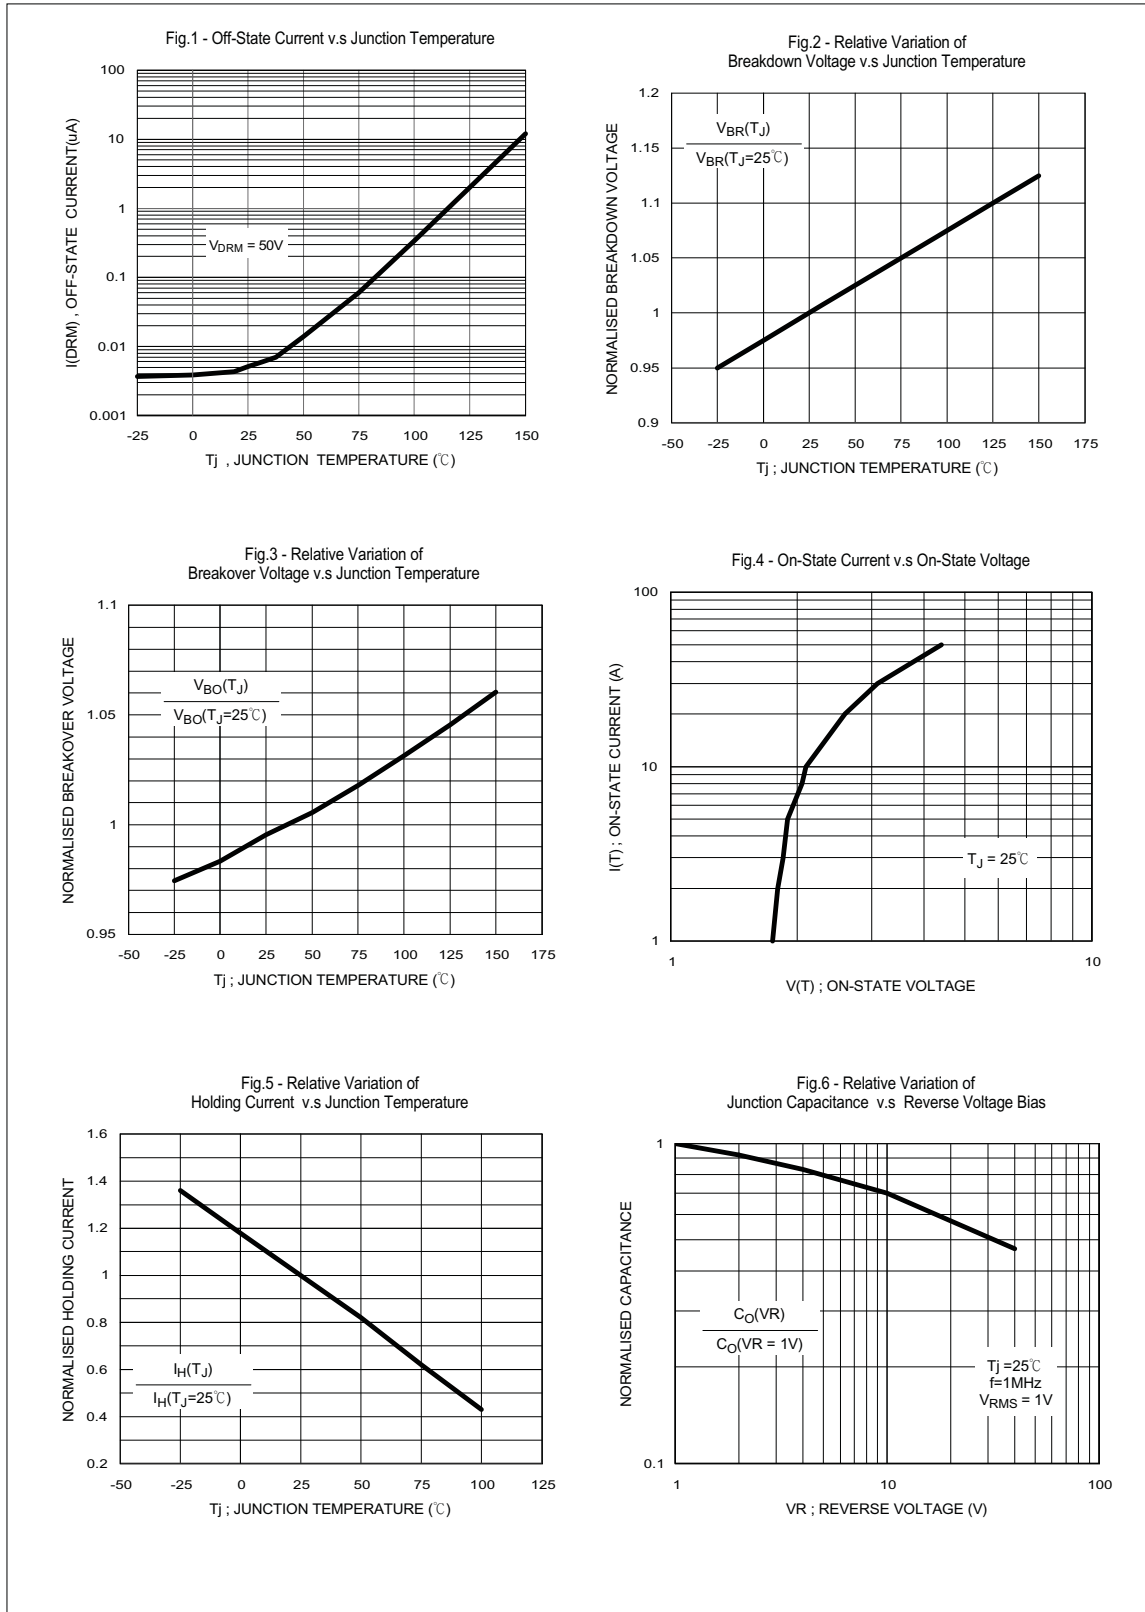 Fig.1 - Off-State Current v.s Junction Temperature
100
10
1
0.1
0.01
0.001
I(DRM) , OFF-STATE CURRENT(uA)
VDRM = 50V
-25 0 25 50 75 100 125 150
Tj , JUNCTION TEMPERATURE (℃)
Fig.2 - Relative Variation of
Breakdown Voltage v.s Junction Temperature
1.2
1.15
1.1
1.05
1
0.95
0.9
NORMALISED BREAKDOWN VOLTAGE
VBR(TJ)
VBR(TJ=25℃)
-50 -25 0 25 50 75 100 125 150 175
Tj ; JUNCTION TEMPERATURE (℃)
Fig.3 - Relative Variation of
Breakover Voltage v.s Junction Temperature
1.1
1.05
1
0.95
NORMALISED BREAKOVER VOLTAGE
VBO(TJ)
VBO(TJ=25℃)
-50 -25 0 25 50 75 100 125 150 175
Tj ; JUNCTION TEMPERATURE (℃)
Fig.4 - On-State Current v.s On-State Voltage
100
10
1
I(T) ; ON-STATE CURRENT (A)
TJ = 25℃
1 10
V(T) ; ON-STATE VOLTAGE
Fig.5 - Relative Variation of
Holding Current v.s Junction Temperature
1.6
1.4
1.2
1
0.8
0.6
0.4
0.2
NORMALISED HOLDING CURRENT
IH(TJ)
IH(TJ=25℃)
-50 -25 0 25 50 75 100 125
Tj ; JUNCTION TEMPERATURE (℃)
Fig.6 - Relative Variation of
Junction Capacitance v.s Reverse Voltage Bias
1
0.1
NORMALISED CAPACITANCE
CO(VR)
CO(VR = 1V)
Tj =25℃
f=1MHz
VRMS = 1V
1 10 100
VR ; REVERSE VOLTAGE (V)